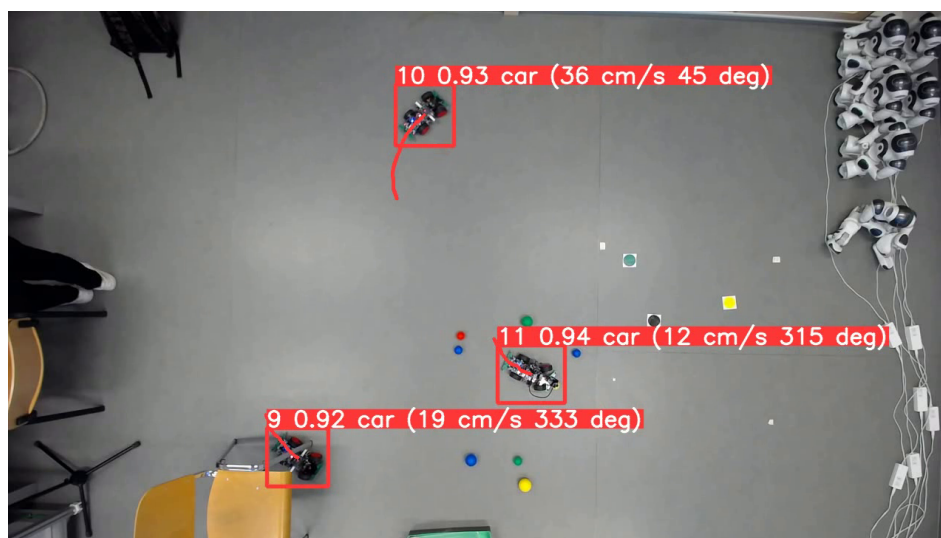 10 0.93 car (36 cm/s 45 deg)
11 0.94 car (12 cm/s 315 deg)
9 0.92 car (19 cm/s 333 deg)